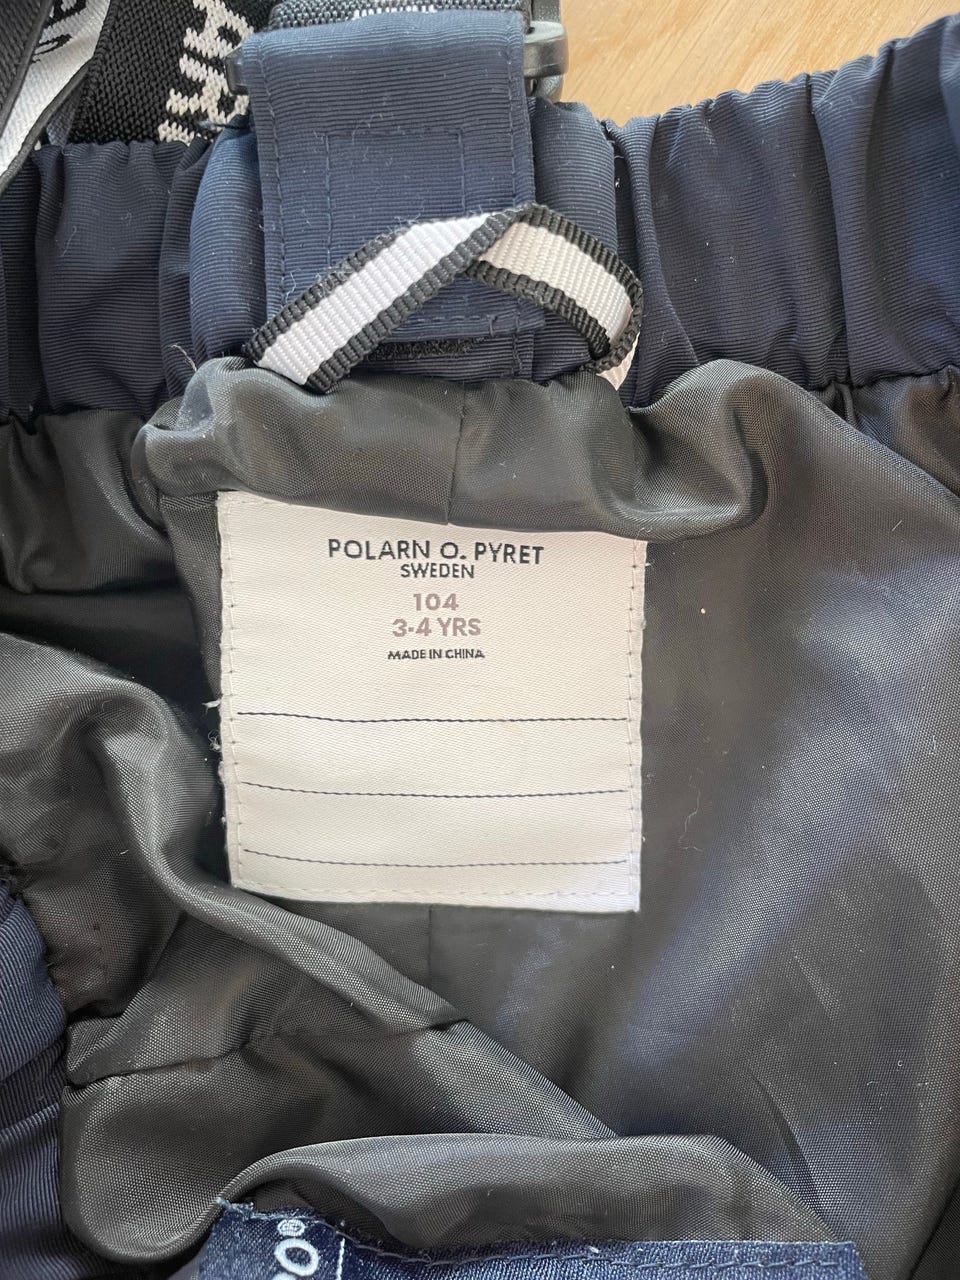 POLARN O. PYRET
SWEDEN
104
3-4 YRS
MADE IN CHINA